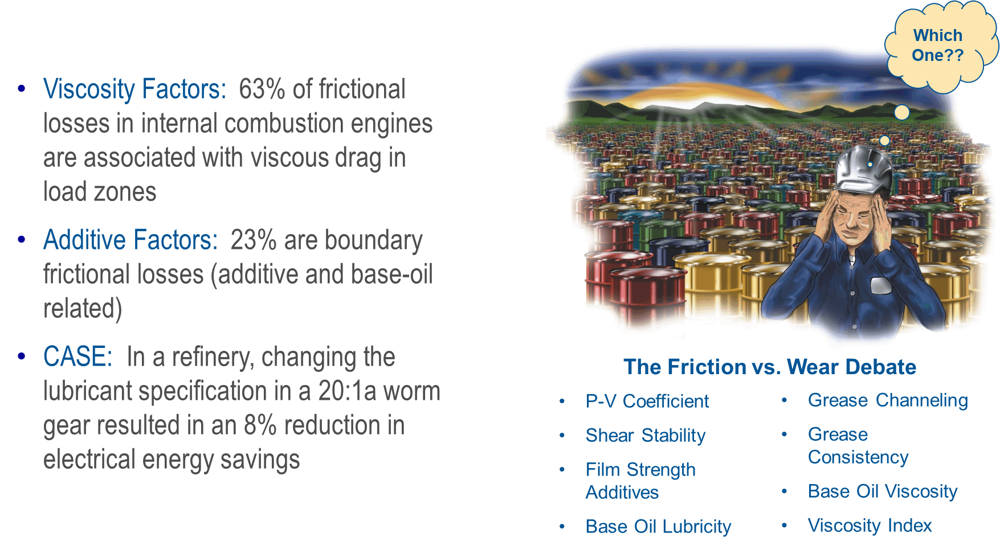 Which
One??
• Viscosity Factors: 63% of frictional
losses in internal combustion engines
are associated with viscous drag in
load zones
• Additive Factors: 23% are boundary
frictional losses (additive and base-oil
related)
• CASE: In a refinery, changing the
lubricant specification in a 20:1a worm
gear resulted in an 8% reduction in
electrical energy savings
The Friction vs. Wear Debate
• P-V Coefficient
• Shear Stability
• Film Strength
Additives
• Base Oil Lubricity
• Grease Channeling
• Grease
Consistency
• Base Oil Viscosity
• Viscosity Index